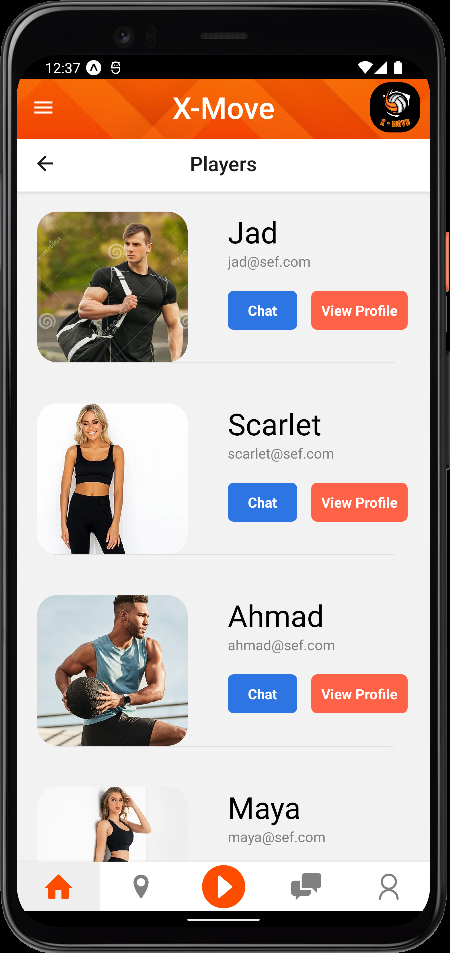 12:37
X-Move
X - MOVE
Players
Jad
jad@sef.com
Chat View Profile
Scarlet
scarlet@sef.com
Chat View Profile
Ahmad
ahmad@sef.com
Chat View Profile
Maya
maya@sef.com